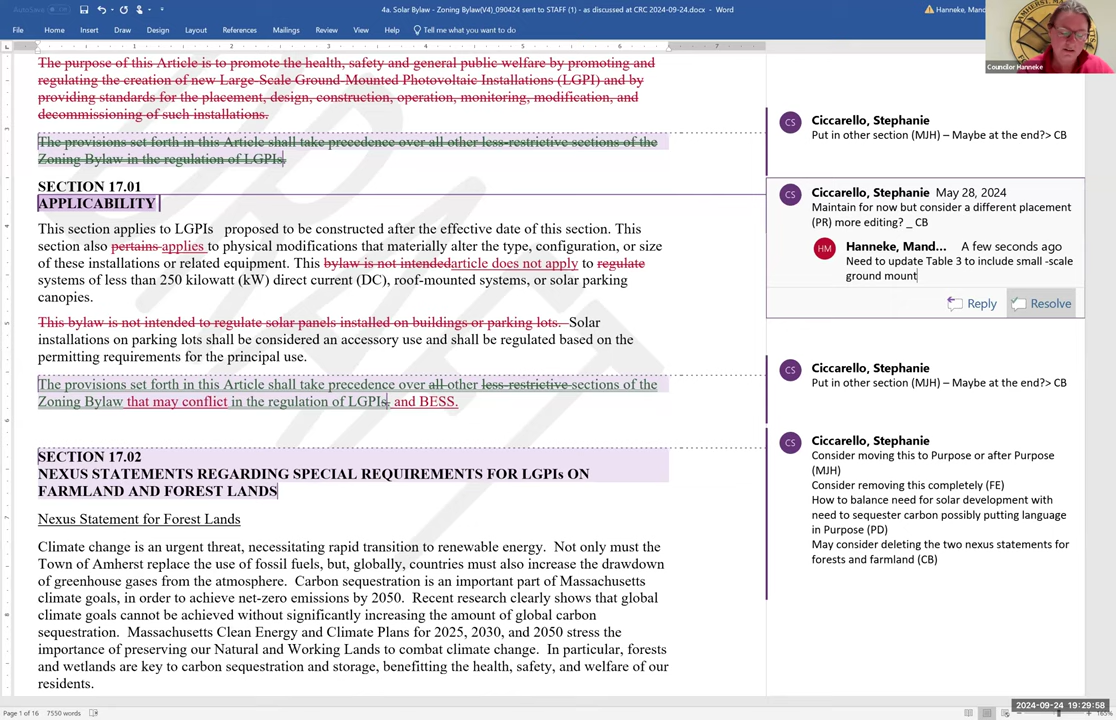 AutoSave
4a. Solar Bylaw - Zoning Bylaw(V4)_090424 sent to STAFF () - as discussed at CRC 2024-09-24.docx - Word
Hanneke, Mand
File Home Insert Draw Design Layout References Mailings Review View Help Tell me what you want to do
Councilor Hanneke
The purpose of this Article is to promote the health, safety and general public welfare by promoting and
regulating the creation of new Large-Scale Ground-Mounted Photovoltaic Installations (LGPI) and by
providing standards for the placement, design, construction, operation, monitoring, modification, and
decommissioning of such installations.
The provisions set forth in this Article shall take precedence over all other less-restrictive sections of the
Zoning Bylaw in the regulation of LGPIs.
SECTION 17.01
APPLICABILITY
This section applies to LGPIs proposed to be constructed after the effective date of this section. This
section also pertains applies to physical modifications that materially alter the type, configuration, or size
of these installations or related equipment. This bylaw is not intendedarticle does not apply to regulate
systems of less than 250 kilowatt (kW) direct current (DC), roof-mounted systems, or solar parking
canopies.
This bylaw is not intended to regulate solar panels installed on buildings or parking lots. Solar
installations on parking lots shall be considered an accessory use and shall be regulated based on the
permitting requirements for the principal use.
The provisions set forth in this Article shall take precedence over all other less-restrictive sections of the
Zoning Bylaw that may conflict in the regulation of LGPIs. and BESS.
SECTION 17.02
NEXUS STATEMENTS REGARDING SPECIAL REQUIREMENTS FOR LGPIs ON
FARMLAND AND FOREST LANDS
Nexus Statement for Forest Lands
Climate change is an urgent threat, necessitating rapid transition to renewable energy. Not only must the
Town of Amherst replace the use of fossil fuels, but, globally, countries must also increase the drawdown
of greenhouse gases from the atmosphere. Carbon sequestration is an important part of Massachusetts
climate goals, in order to achieve net-zero emissions by 2050. Recent research clearly shows that global
climate goals cannot be achieved without significantly increasing the amount of global carbon
sequestration. Massachusetts Clean Energy and Climate Plans for 2025, 2030, and 2050 stress the
importance of preserving our Natural and Working Lands to combat climate change. In particular, forests
and wetlands are key to carbon sequestration and storage, benefitting the health, safety, and welfare of our
residents.
CS Ciccarello, Stephanie
Put in other section (MJH) – Maybe at the end?> CB
CS Ciccarello, Stephanie May 28, 2024
Maintain for now but consider a different placement
(PR) more editing? _ CB
HM Hanneke, Mand... A few seconds ago
Need to update Table 3 to include small -scale
ground mount
Reply Resolve
CS Ciccarello, Stephanie
Put in other section (MJH) – Maybe at the end?> CB
CS Ciccarello, Stephanie
Consider moving this to Purpose or after Purpose
(MJH)
Consider removing this completely (FE)
How to balance need for solar development with
need to sequester carbon possibly putting language
in Purpose (PD)
May consider deleting the two nexus statements for
forests and farmland (CB)
Page 1 of 16 7550 words
2024-09-24 19:29:58